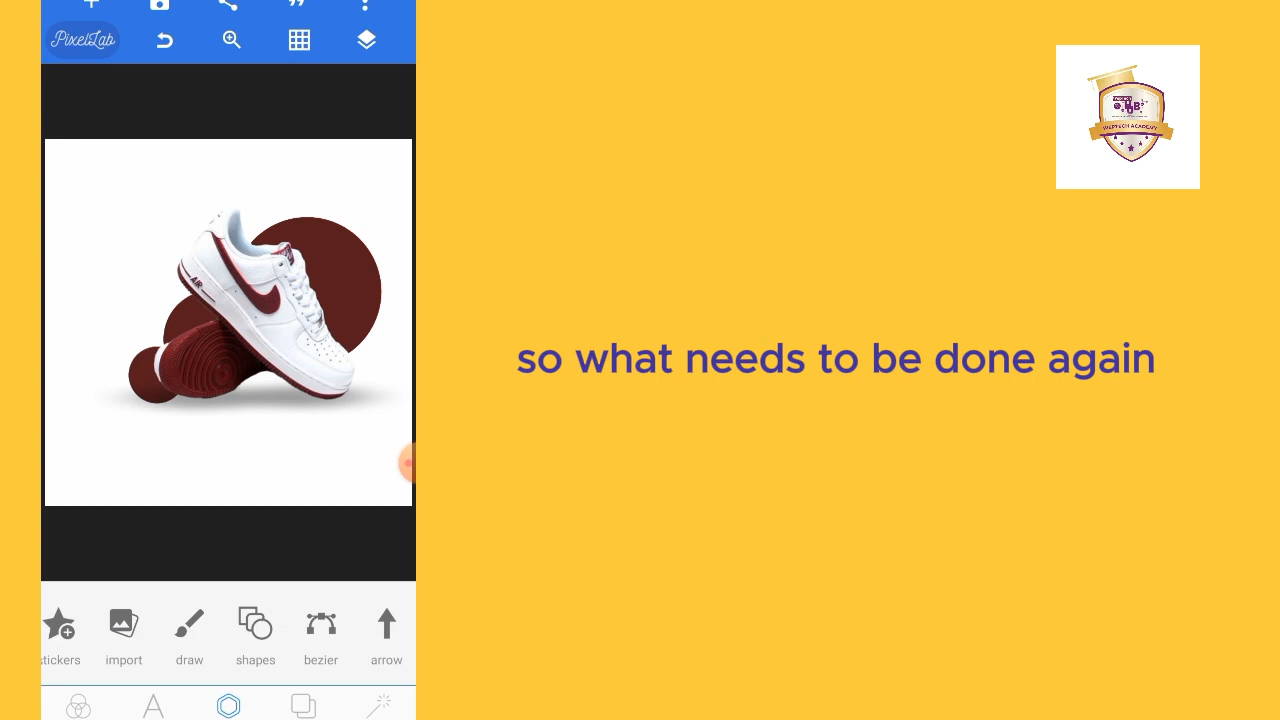 PixelLab
AIR
so what needs to be done again
stickers
import
draw
shapes
bezier
arrow